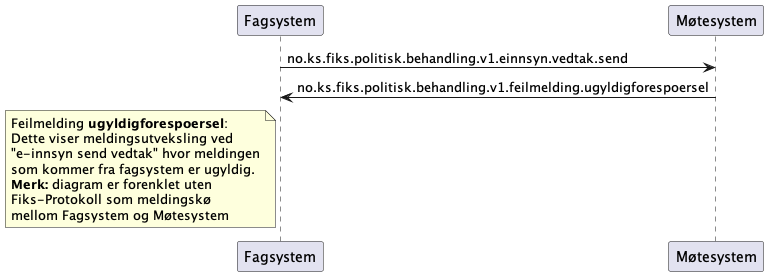 Fagsystem
Møtesystem
no.ks.fiks.politisk.behandling.v1.einnsyn.vedtak.send
no.ks.fiks.politisk.behandling.v1.feilmelding.ugyldigforespoersel
Feilmelding ugyldigforespoersel:
Dette viser meldingsutveksling ved
"e-innsyn send vedtak" hvor meldingen
som kommer fra fagsystem er ugyldig.
Merk: diagram er forenklet uten
Fiks-Protokoll som meldingskø
mellom Fagsystem og Møtesystem
Fagsystem
Møtesystem